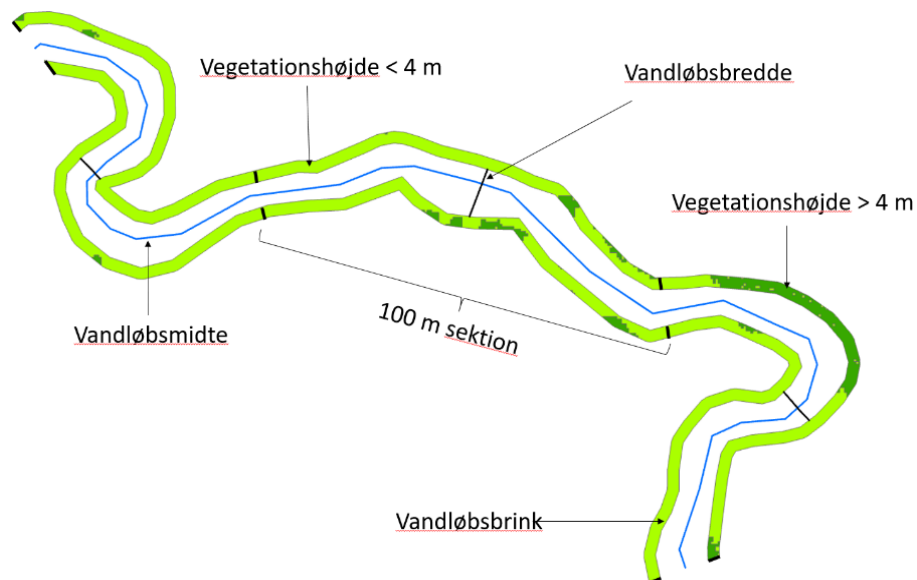 Vegetationshøjde < 4 m
Vandløbsbredde
Vegetationshøjde > 4 m
Vandløbsmidte
100 m sektion
Vandløbsbrink